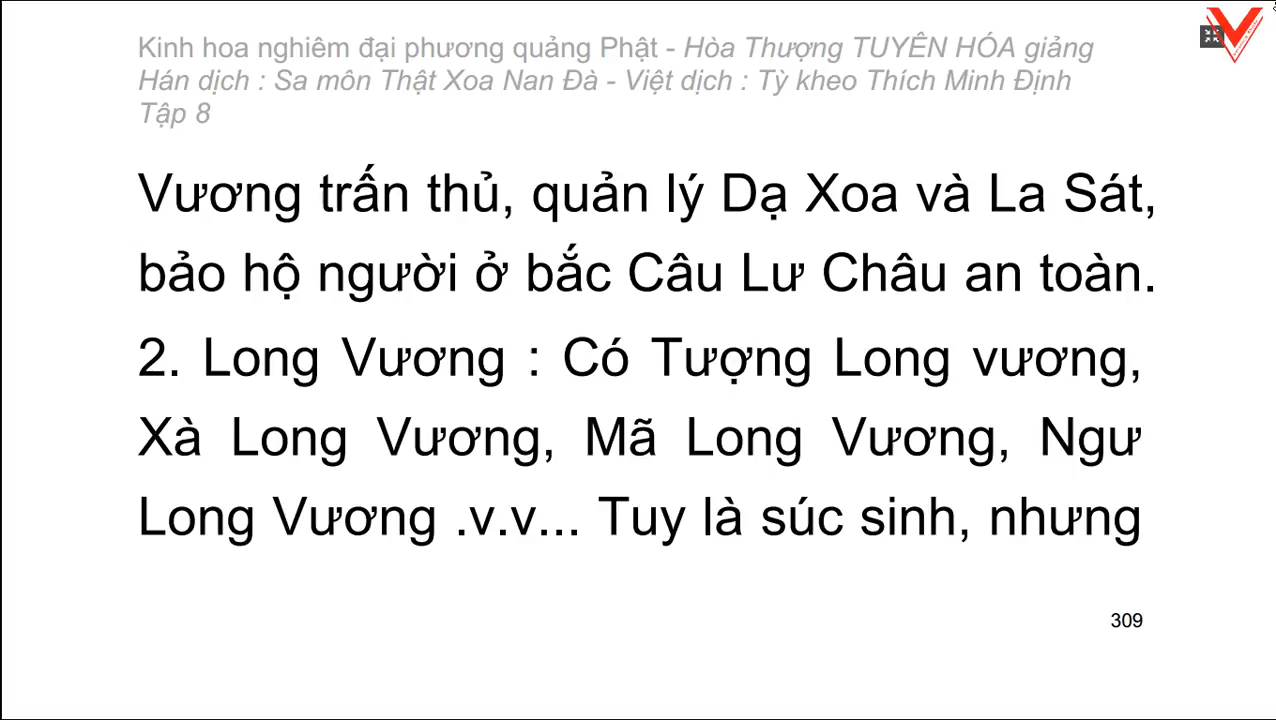 Kinh hoa nghiêm đại phương quảng Phật - Hòa Thượng TUYÊN HÓA giảng
Hán dịch : Sa môn Thật Xoa Nan Đà - Việt dịch : Tỳ kheo Thích Minh Định
Tập 8
Vương trấn thủ, quản lý Dạ Xoa và La Sát,
bảo hộ người ở bắc Câu Lư Châu an toàn.
2. Long Vương : Có Tượng Long vương,
Xà Long Vương, Mã Long Vương, Ngư
Long Vương .v.v... Tuy là súc sinh, nhưng
309